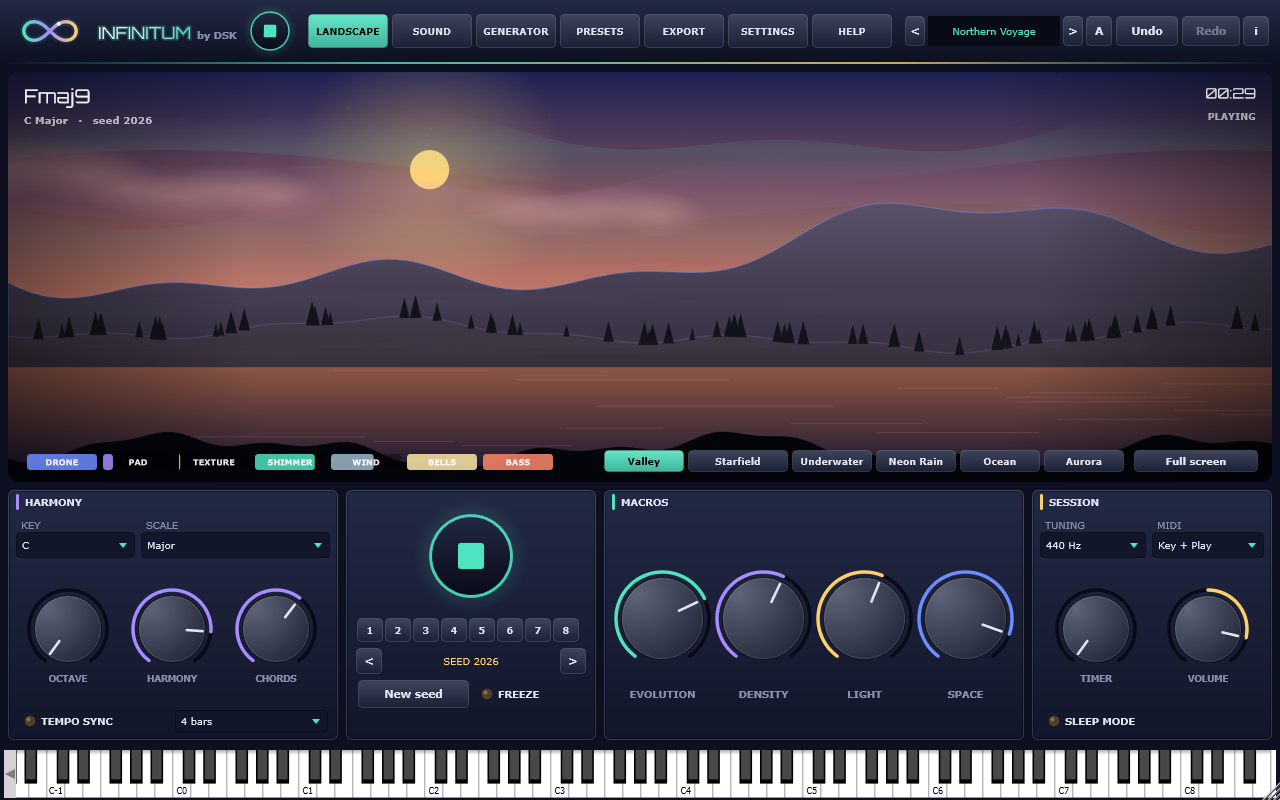 INFINITUM by DSK
LANDSCAPE SOUND GENERATOR PRESETS EXPORT SETTINGS HELP < Northern Voyage > A Undo Redo i
Fmaj9 00:29
C Major · seed 2026 PLAYING
DRONE PAD TEXTURE SHIMMER WIND BELLS BASS Valley Starfield Underwater Neon Rain Ocean Aurora Full screen
HARMONY
KEY SCALE
C Major
OCTAVE HARMONY CHORDS
TEMPO SYNC 4 bars
1 2 3 4 5 6 7 8
< SEED 2026 >
New seed FREEZE
MACROS
EVOLUTION DENSITY LIGHT SPACE
SESSION
TUNING MIDI
440 Hz Key + Play
TIMER VOLUME
SLEEP MODE
C-1 C0 C1 C2 C3 C4 C5 C6 C7 C8